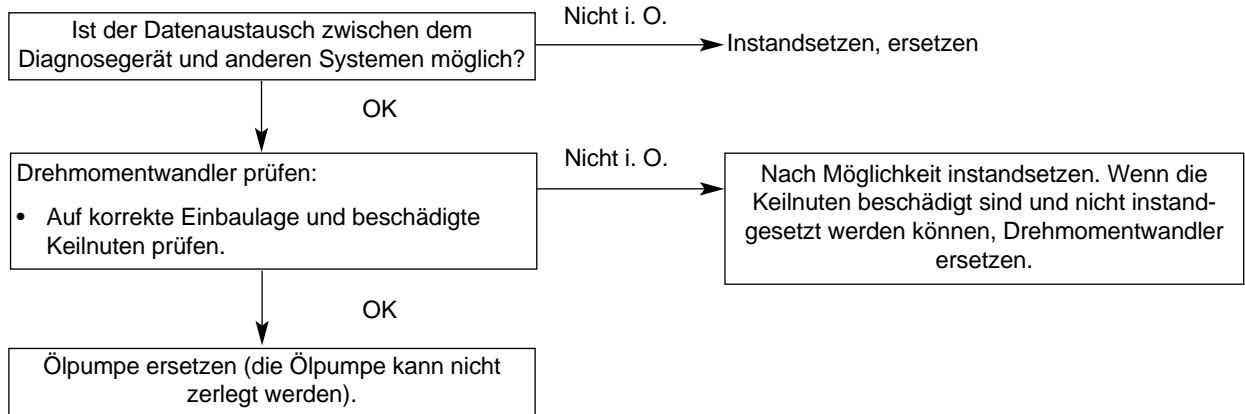 Ist der Datenaustausch zwischen dem
Diagnosegerät und anderen Systemen möglich?
Nicht i. O.
Instandsetzen, ersetzen
OK
Drehmomentwandler prüfen:
• Auf korrekte Einbaulage und beschädigte
Keilnuten prüfen.
Nicht i. O.
Nach Möglichkeit instandsetzen. Wenn die
Keilnuten beschädigt sind und nicht instand-
gesetzt werden können, Drehmomentwandler
ersetzen.
OK
Ölpumpe ersetzen (die Ölpumpe kann nicht
zerlegt werden).